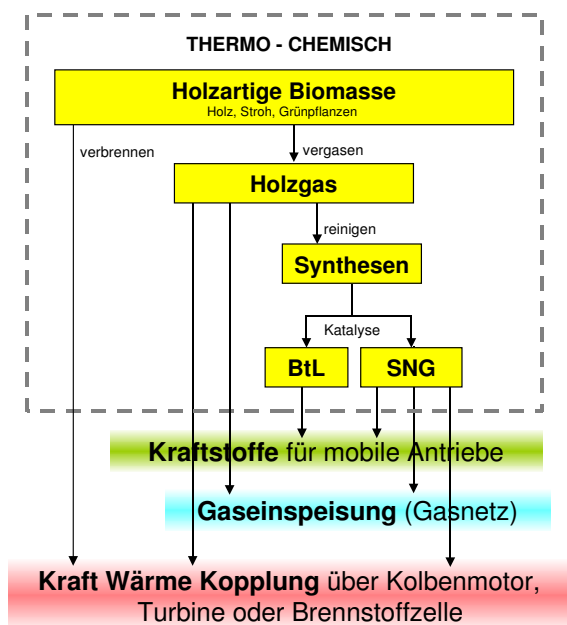 THERMO - CHEMISCH
Holzartige Biomasse
Holz, Stroh, Grünpflanzen
verbrennen
vergasen
Holzgas
reinigen
Synthesen
Katalyse
BtL
SNG
Kraftstoffe für mobile Antriebe
Gaseinspeisung (Gasnetz)
Kraft Wärme Kopplung über Kolbenmotor,
Turbine oder Brennstoffzelle